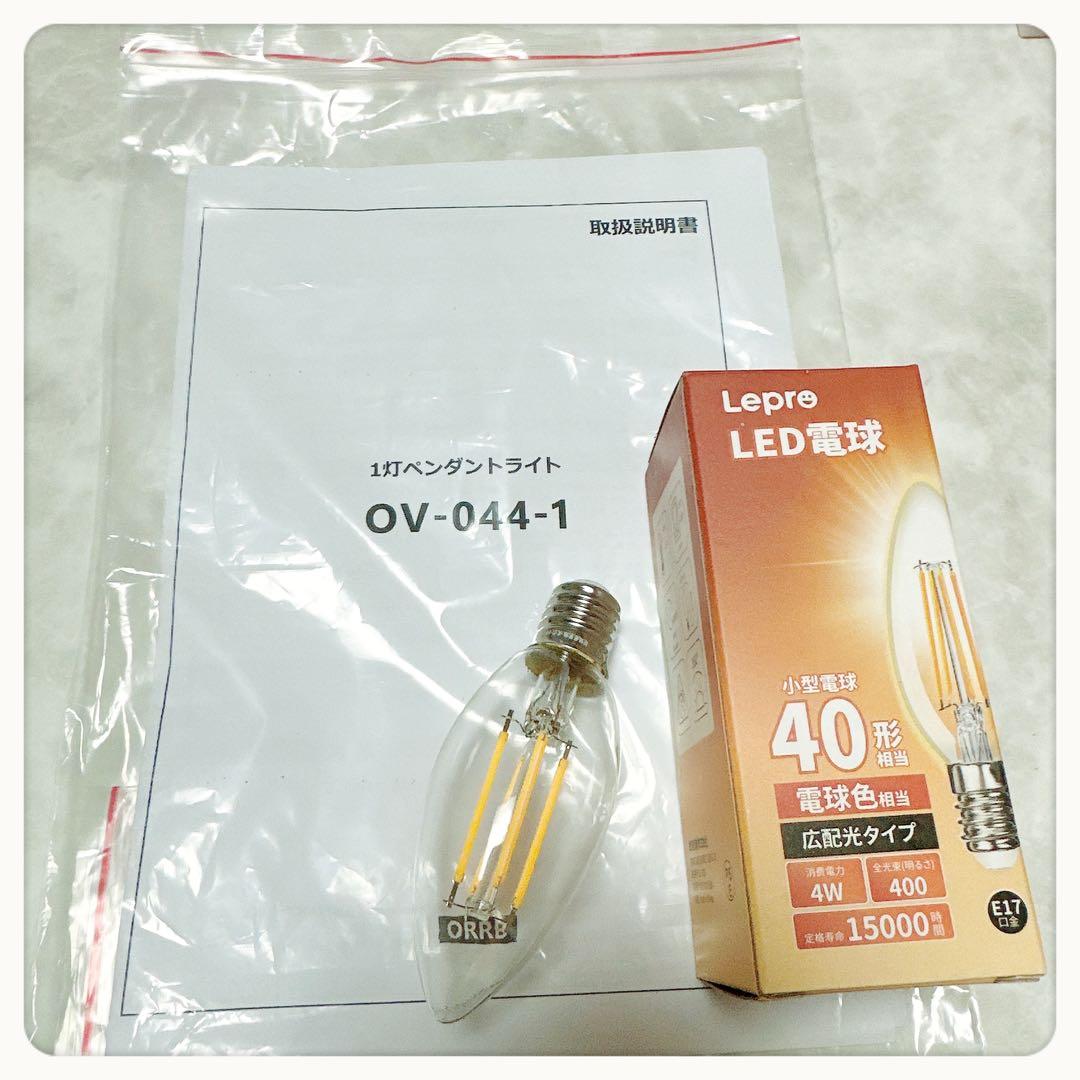 取扱説明書
1灯ペンダントライト
OV-044-1
ORRB
Lepro
LED電球
小型電球
40形
相当
電球色相当
広配光タイプ
消費電力
4W
全光束(明るさ)
400
定格寿命 15000時間
E17
口金